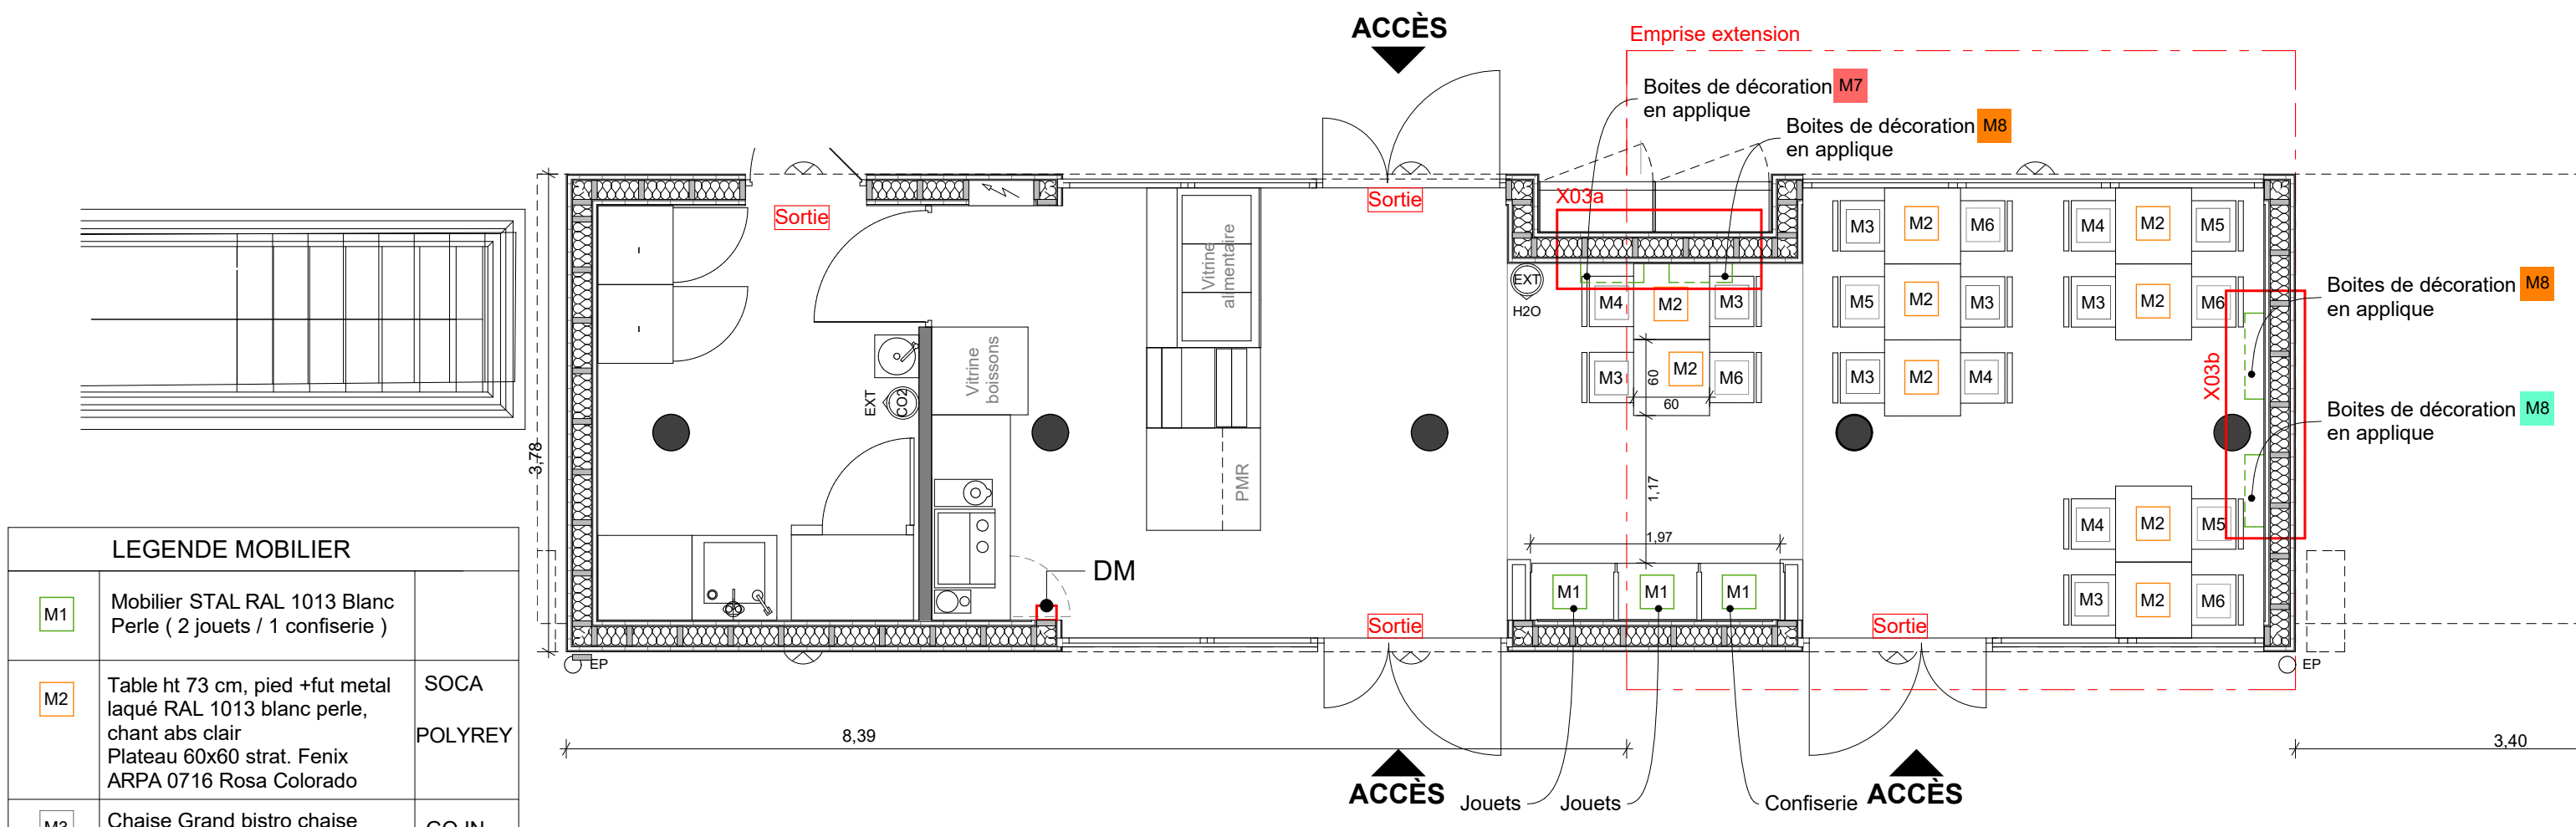 ACCÈS
Emprise extension
Boites de décoration M7
en applique
Boites de décoration M8
en applique
Sortie
Sortie
X03a
Vitrine
alimentaire
EXT
H2O
M4 M2 M3
M3 M2 M6
60
60
M3 M2 M6
M5 M2 M3
M3 M2 M4
M4 M2 M5
M3 M2 M6
X03b
Boites de décoration M8
en applique
Boites de décoration M8
en applique
Vitrine
boissons
EXT
CO2
PMR
3,78
1,17
1,97
M4 M2 M5
M3 M2 M6
DM
M1 M1 M1
Sortie
Sortie
EP
EP
8,39
3,40
ACCÈS
Jouets
Jouets
Confiserie
ACCÈS
LEGENDE MOBILIER
M1
Mobilier STAL RAL 1013 Blanc
Perle ( 2 jouets / 1 confiserie )
M2
Table ht 73 cm, pied +fut metal
laqué RAL 1013 blanc perle,
chant abs clair
Plateau 60x60 strat. Fenix
ARPA 0716 Rosa Colorado
SOCA
POLYREY
M3
Chaise Grand bistro chaise